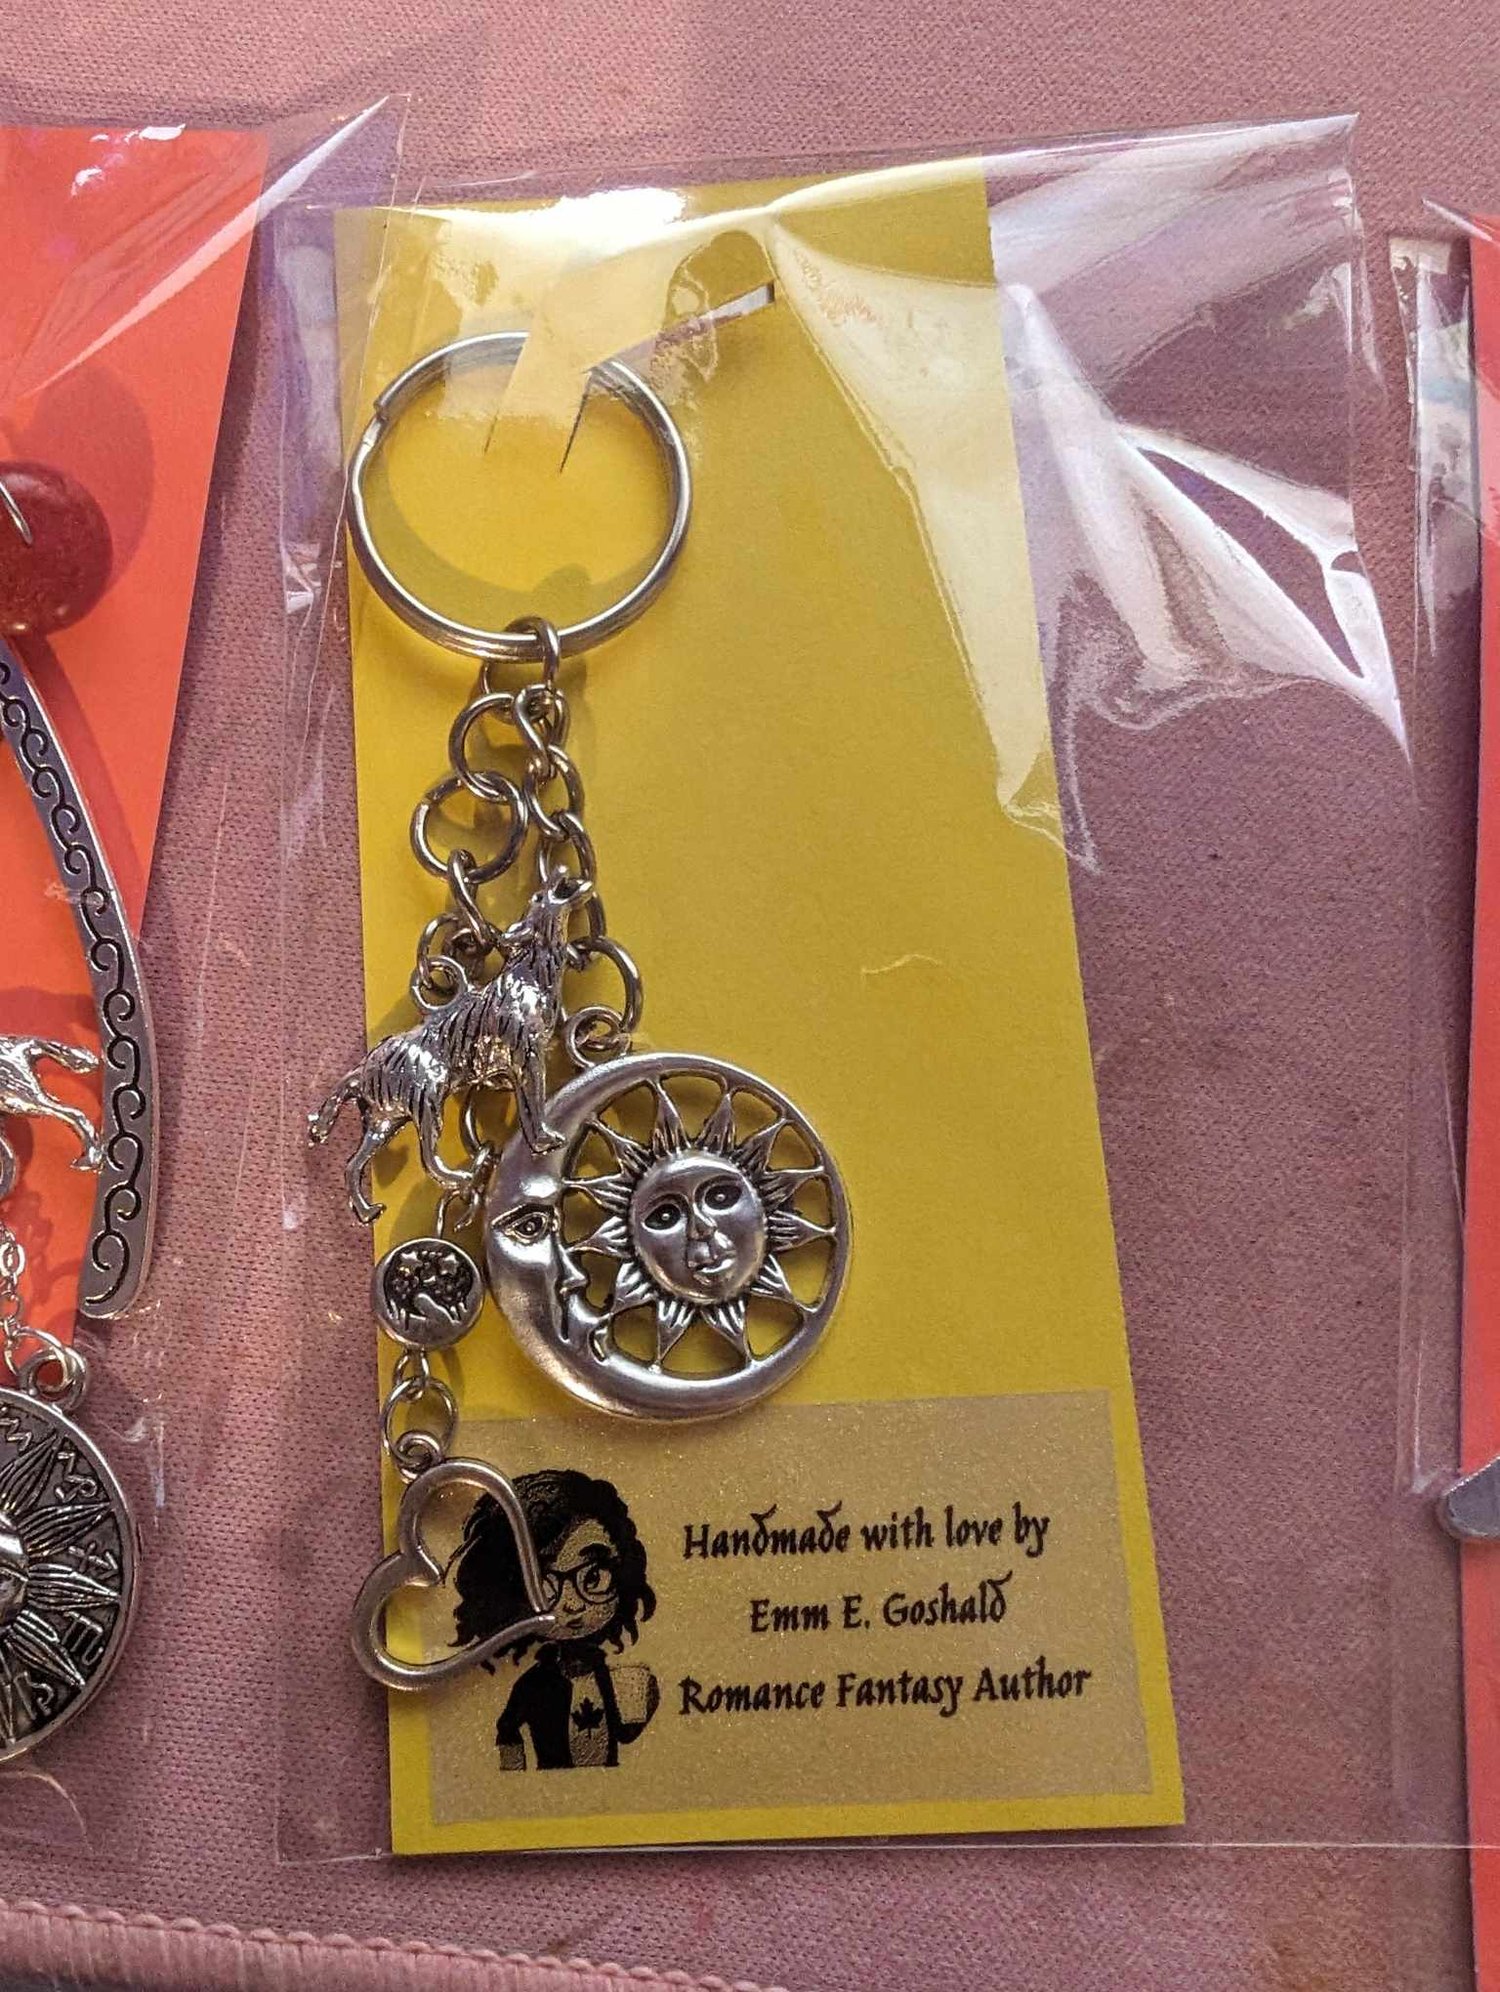 Handmade with love by
Emm E. Goshald
Romance Fantasy Author